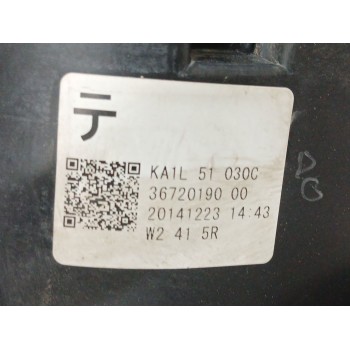 テ
KA1L 51 030C
36720190 00
20141223 14:43
W2 41 5R